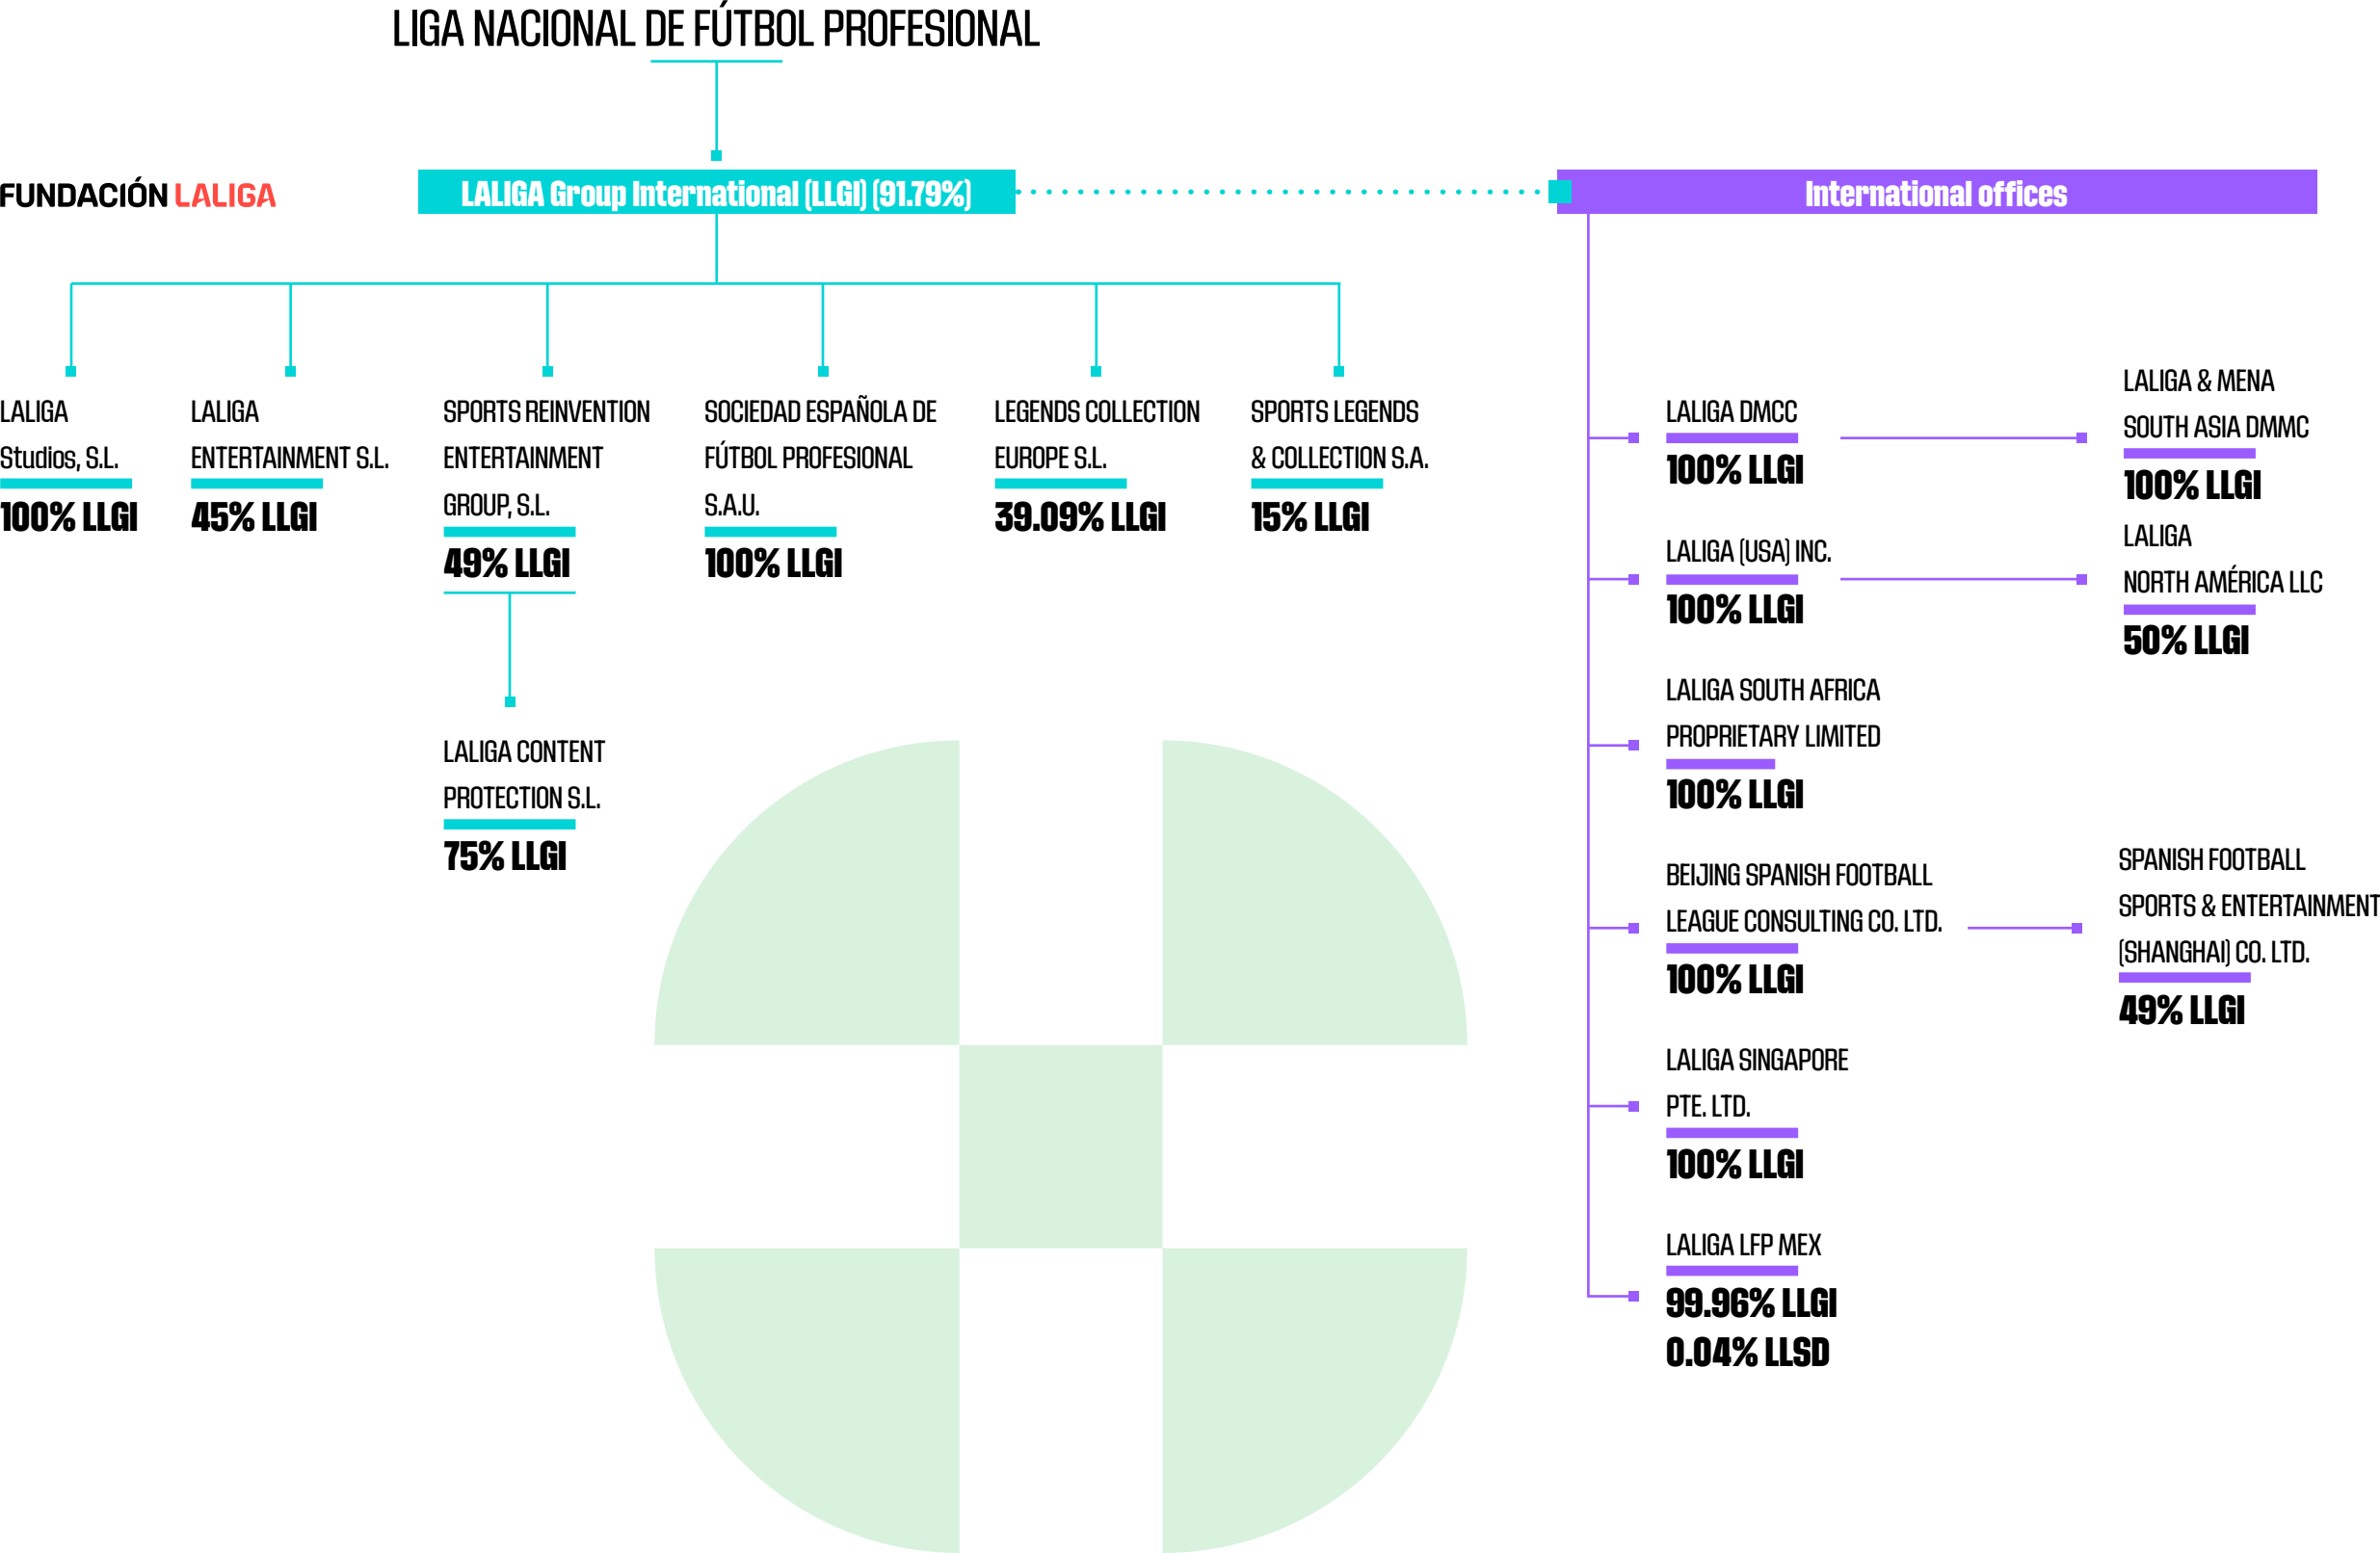 LIGA NACIONAL DE FÚTBOL PROFESIONAL
FUNDACIÓN LALIGA
LALIGA Group International (LLGI) (91.79%)
International offices
LALIGA
Studios, S.L.
100% LLGI
LALIGA
ENTERTAINMENT S.L.
45% LLGI
SPORTS REINVENTION
ENTERTAINMENT
GROUP, S.L.
49% LLGI
LALIGA CONTENT
PROTECTION S.L.
75% LLGI
SOCIEDAD ESPAÑOLA DE
FÚTBOL PROFESIONAL
S.A.U.
100% LLGI
LEGENDS COLLECTION
EUROPE S.L.
39.09% LLGI
SPORTS LEGENDS
& COLLECTION S.A.
15% LLGI
LALIGA DMCC
100% LLGI
LALIGA & MENA
SOUTH ASIA DMMC
100% LLGI
LALIGA (USA) INC.
100% LLGI
LALIGA
NORTH AMÉRICA LLC
50% LLGI
LALIGA SOUTH AFRICA
PROPRIETARY LIMITED
100% LLGI
BEIJING SPANISH FOOTBALL
LEAGUE CONSULTING CO. LTD.
100% LLGI
SPANISH FOOTBALL
SPORTS & ENTERTAINMENT
(SHANGHAI) CO. LTD.
49% LLGI
LALIGA SINGAPORE
PTE. LTD.
100% LLGI
LALIGA LFP MEX
99.96% LLGI
0.04% LLSD